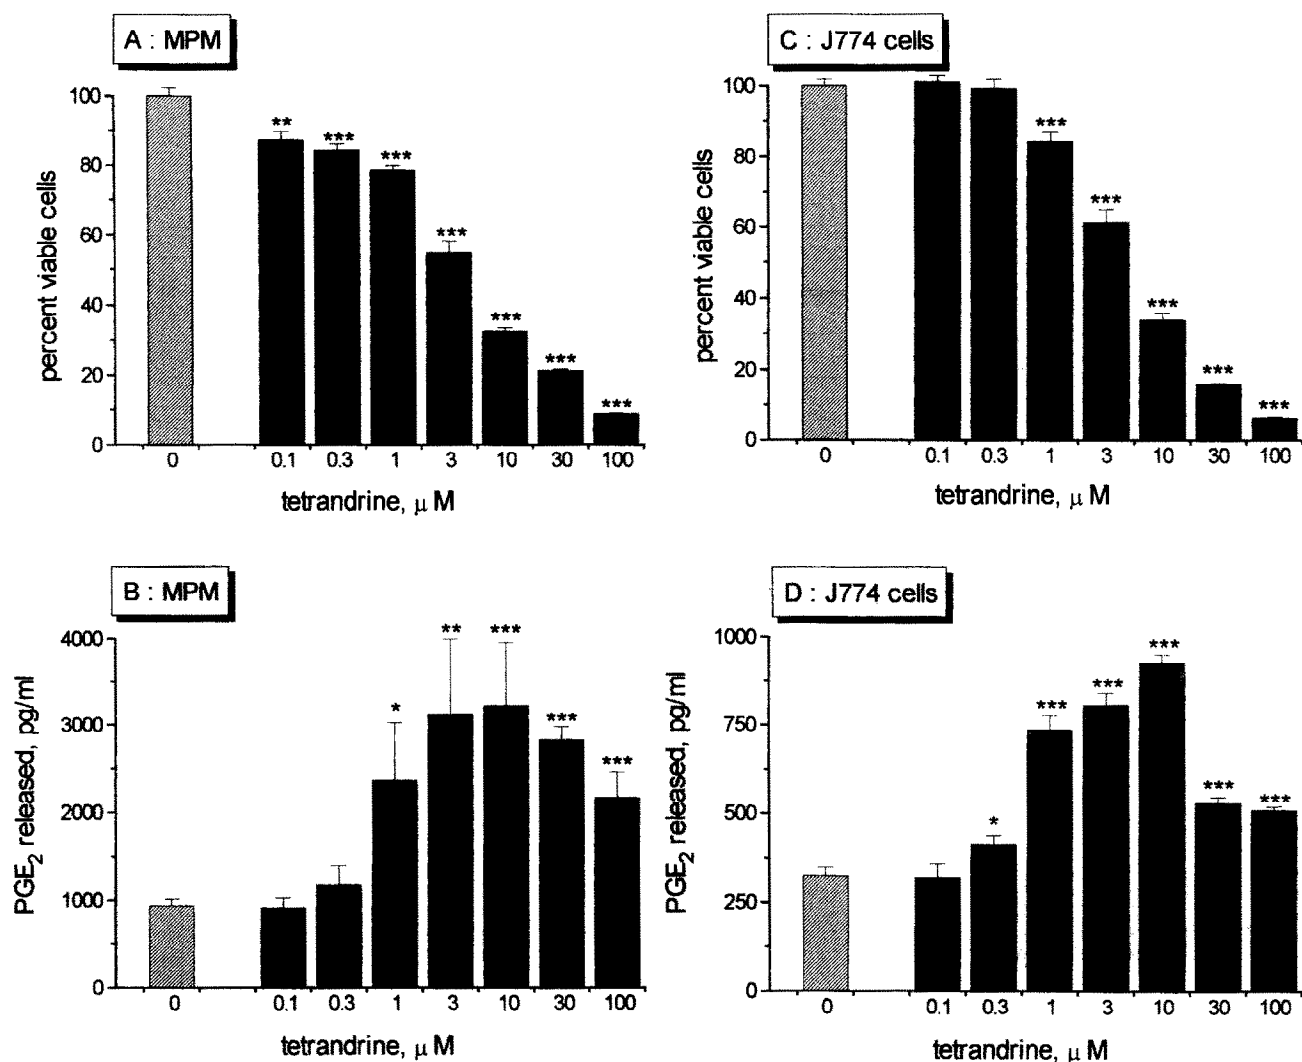 A : MPM
percent viable cells
100
80
60
40
20
0
** *** *** *** *** *** ***
0 0.1 0.3 1 3 10 30 100
tetrandrine, μ M
C : J774 cells
percent viable cells
100
80
60
40
20
0
*** *** *** *** ***
0 0.1 0.3 1 3 10 30 100
tetrandrine, μ M
B : MPM
PGE2 released, pg/ml
4000
3000
2000
1000
0
* ** *** *** ***
0 0.1 0.3 1 3 10 30 100
tetrandrine, μ M
D : J774 cells
PGE2 released, pg/ml
1000
750
500
250
0
* *** *** *** *** ***
0 0.1 0.3 1 3 10 30 100
tetrandrine, μ M